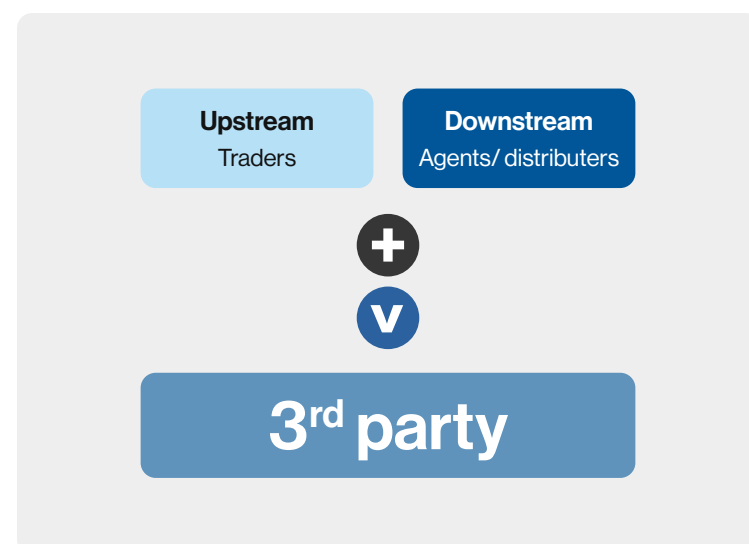 Upstream
Traders
Downstream
Agents/ distributers
+
v
3rd party